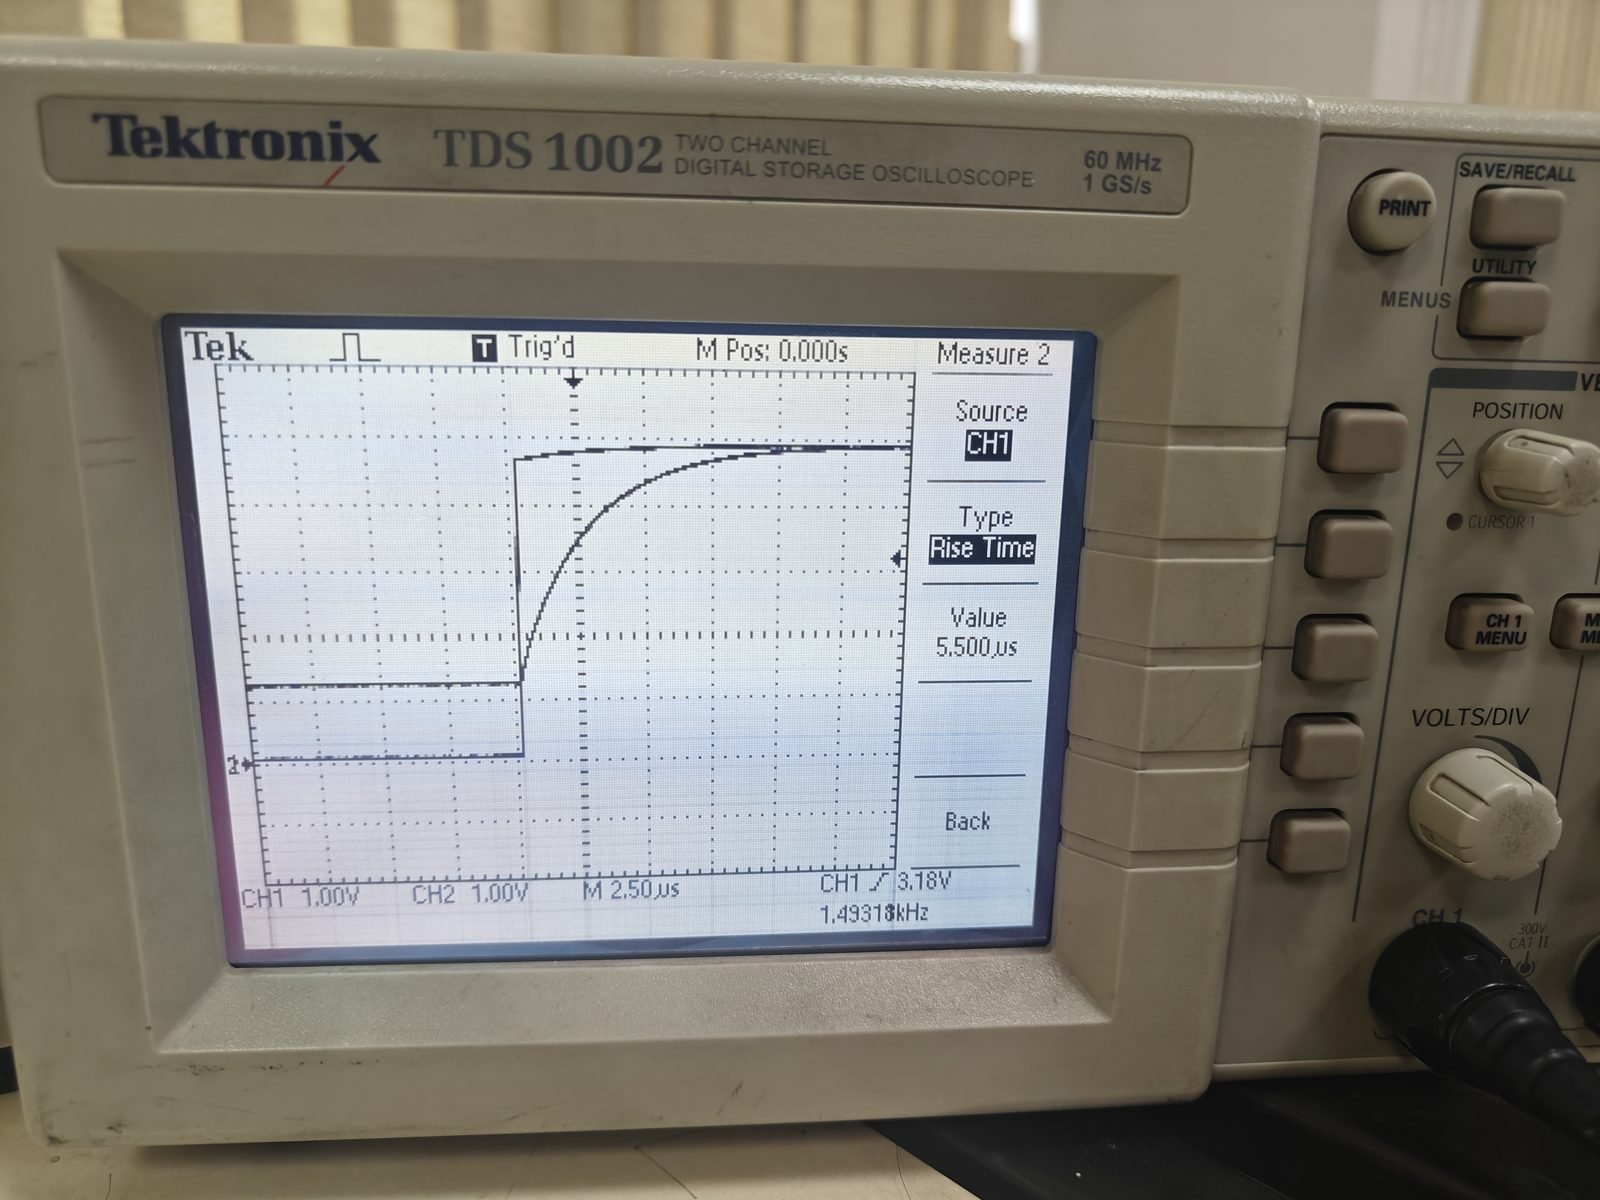 Tektronix TDS 1002 TWO CHANNEL
DIGITAL STORAGE OSCILLOSCOPE
60 MHz
1 GS/s
PRINT
SAVE/RECALL
UTILITY
MENUS
Tek T Trig'd M Pos: 0.000s Measure 2
Source
CH1
Type
Rise Time
Value
5.500µs
Back
CH1 1.00V CH2 1.00V M 2.50µs CH1 3.18V
1.49318kHz
POSITION
CURSOR 1
CH 1
MENU
VOLTS/DIV
CH 1
300V
CAT II